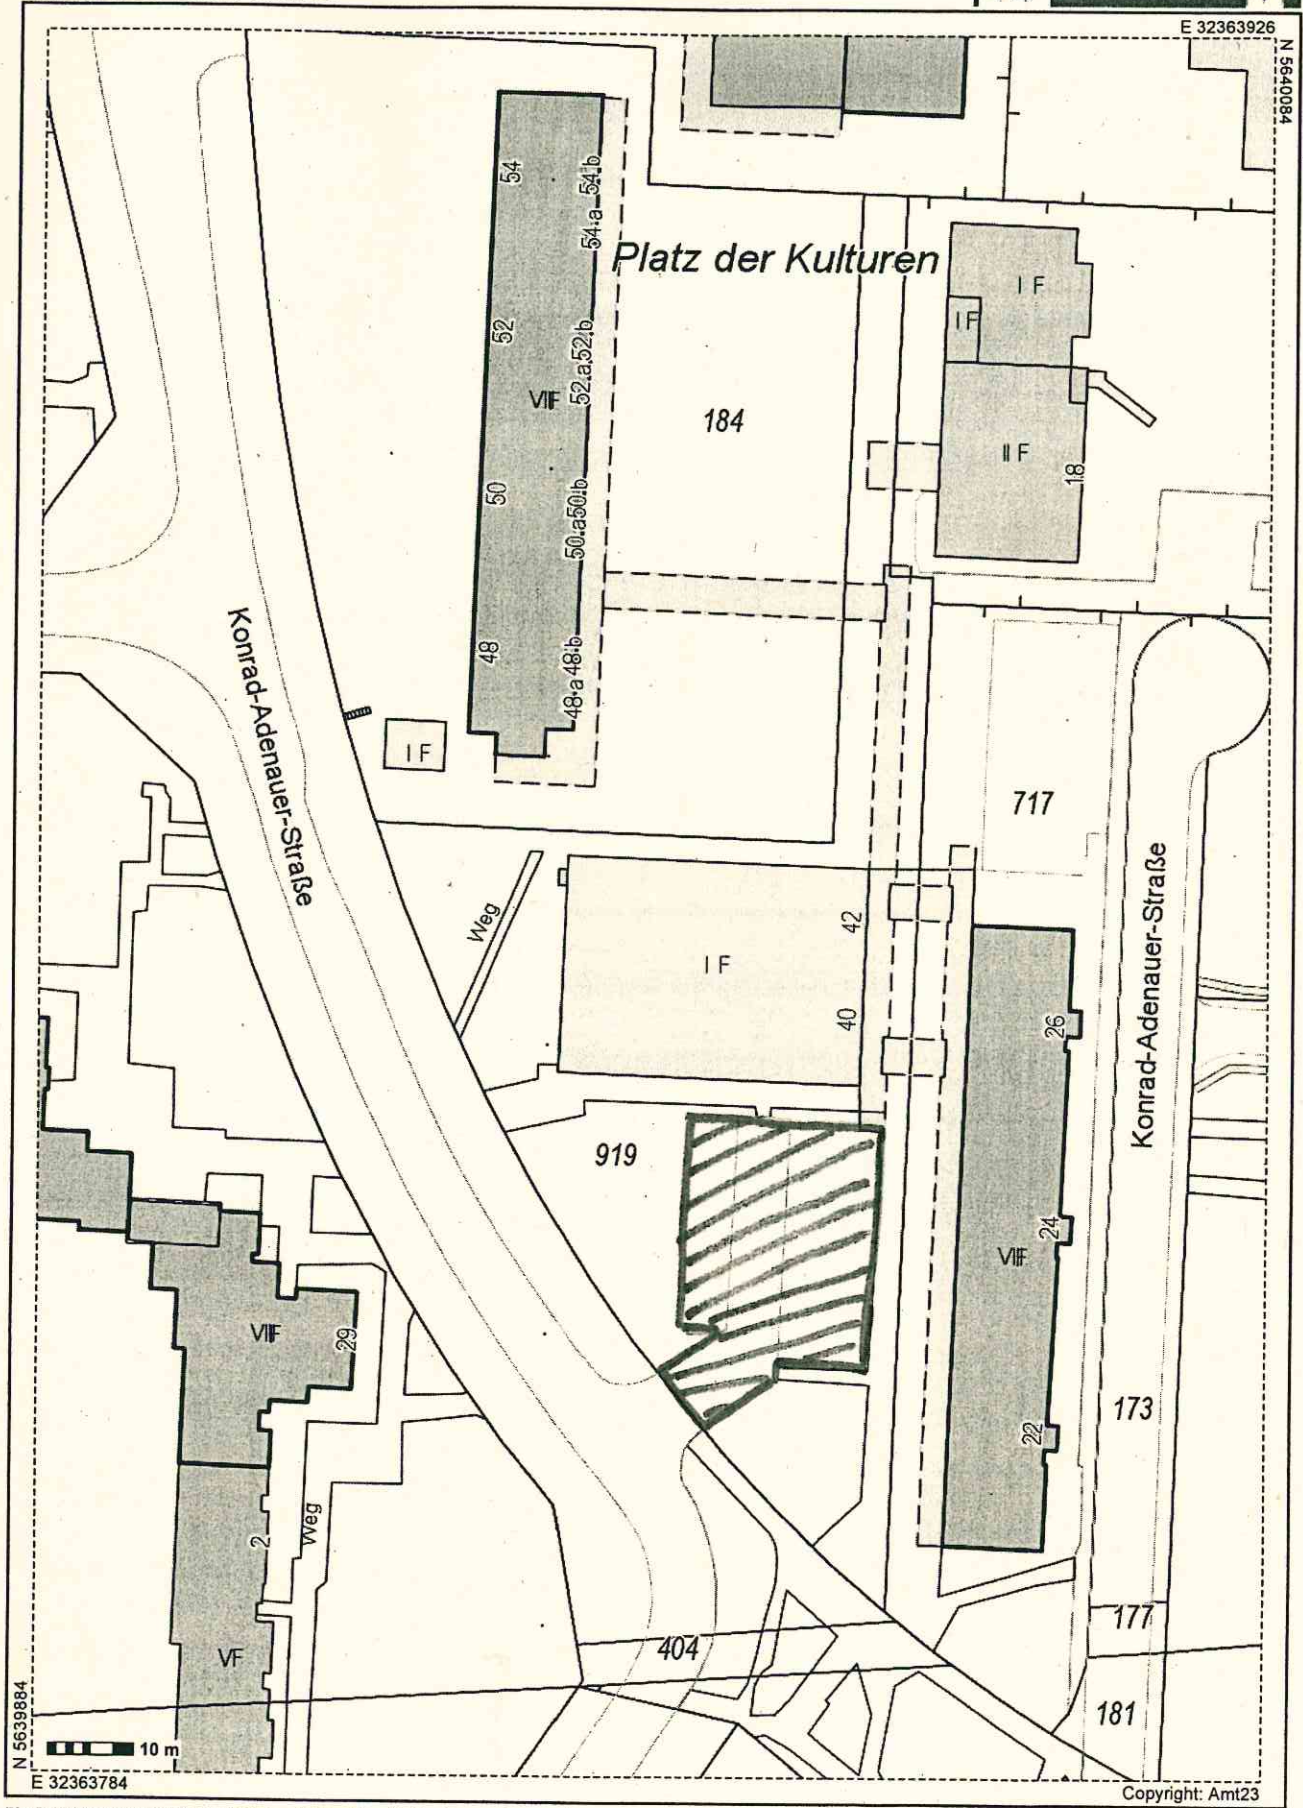 E 32363926
N 5640084
54
54.b
54.a
Platz der Kulturen
I F
I F
52
52.b
52.a
VIIF
184
II F
18
50
50.b
50.a
Konrad-Adenauer-Straße
48
48.b
48.a
I F
717
Konrad-Adenauer-Straße
Weg
42
I F
40
26
919
24
VIIF
VIIF
29
173
22
Weg
2
177
404
VF
181
N 5639884
10 m
E 32363784
Copyright: Amt23